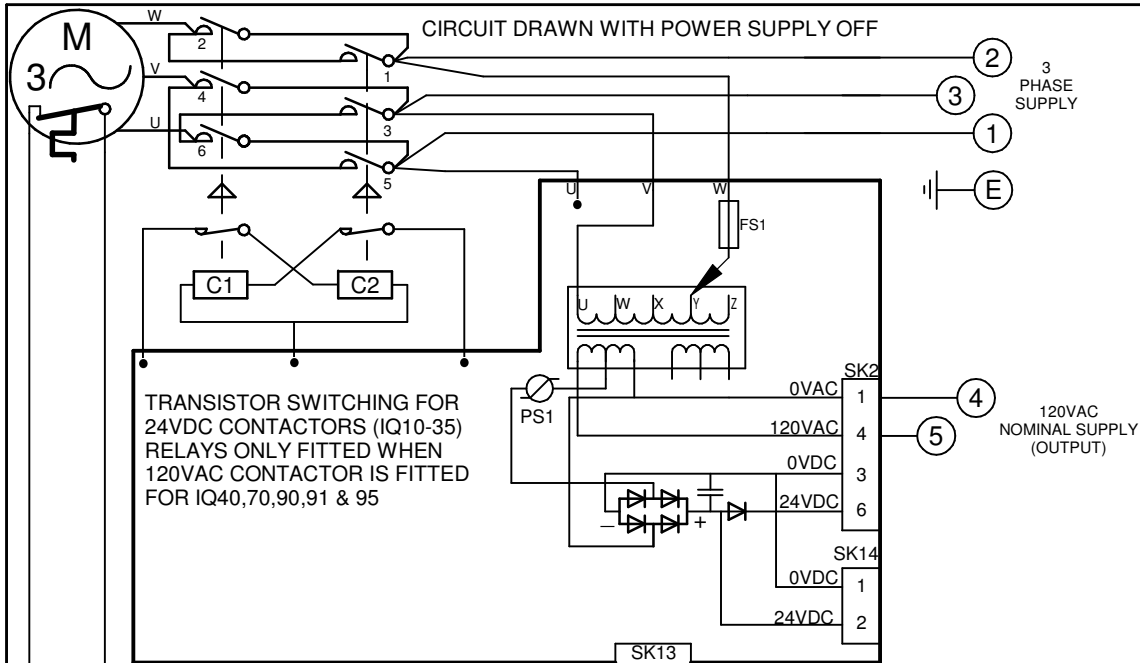 CIRCUIT DRAWN WITH POWER SUPPLY OFF
M
3
W
V
U
2
4
6
1
3
5
2
3
1
E
3
PHASE
SUPPLY
C1
C2
U
V
W
FS1
U
W
X
Y
Z
PS1
TRANSISTOR SWITCHING FOR
24VDC CONTACTORS (IQ10-35)
RELAYS ONLY FITTED WHEN
120VAC CONTACTOR IS FITTED
FOR IQ40,70,90,91 & 95
SK2
0VAC 1
120VAC 4
0VDC 3
24VDC 6
4
5
120VAC
NOMINAL SUPPLY
(OUTPUT)
− +
SK14
0VDC 1
24VDC 2
SK13